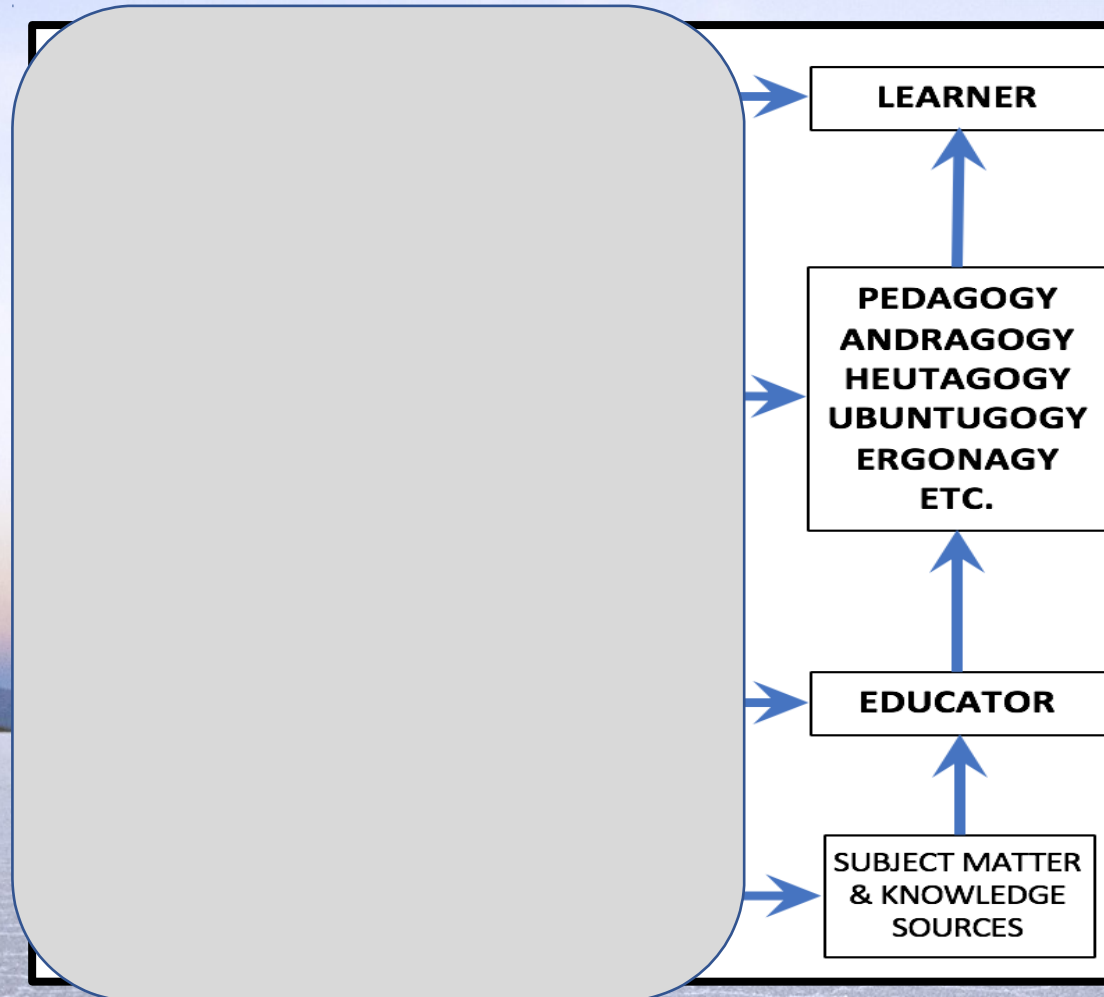 LEARNER
PEDAGOGY
ANDRAGOGY
HEUTAGOGY
UBUNTUGOGY
ERGONAGY
ETC.
EDUCATOR
SUBJECT MATTER
& KNOWLEDGE
SOURCES